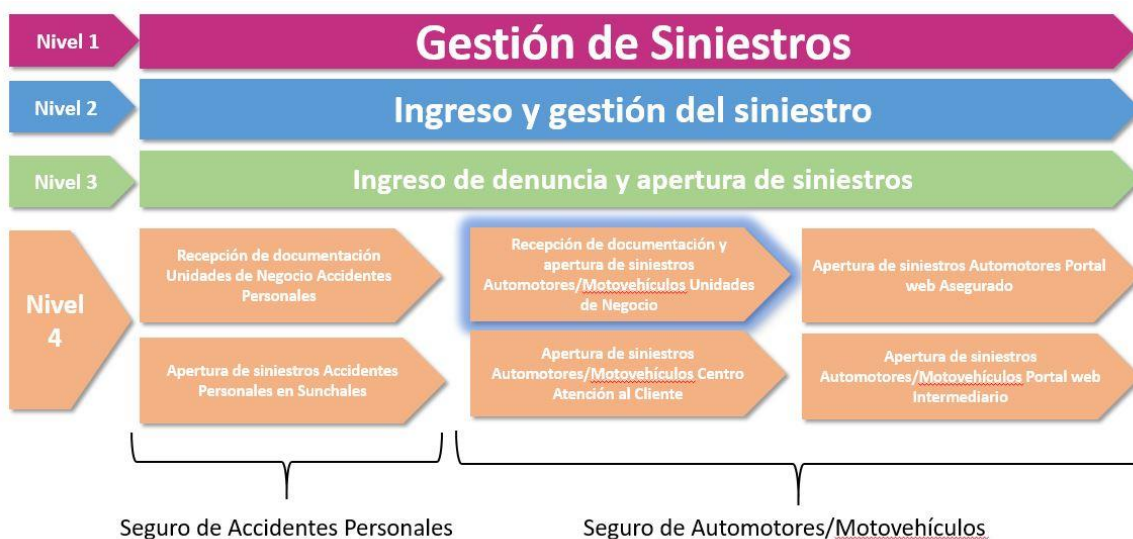 Nivel 1
Gestión de Siniestros
Nivel 2
Ingreso y gestión del siniestro
Nivel 3
Ingreso de denuncia y apertura de siniestros
Nivel
4
Recepción de documentación
Unidades de Negocio Accidentes
Personales
Recepción de documentación y
apertura de siniestros
Automotores/Motovehículos Unidades
de Negocio
Apertura de siniestros Automotores Portal
web Asegurado
Apertura de siniestros Accidentes
Personales en Sunchales
Apertura de siniestros
Automotores/Motovehículos Centro
Atención al Cliente
Apertura de siniestros
Automotores/Motovehículos Portal web
Intermediario
Seguro de Accidentes Personales
Seguro de Automotores/Motovehículos